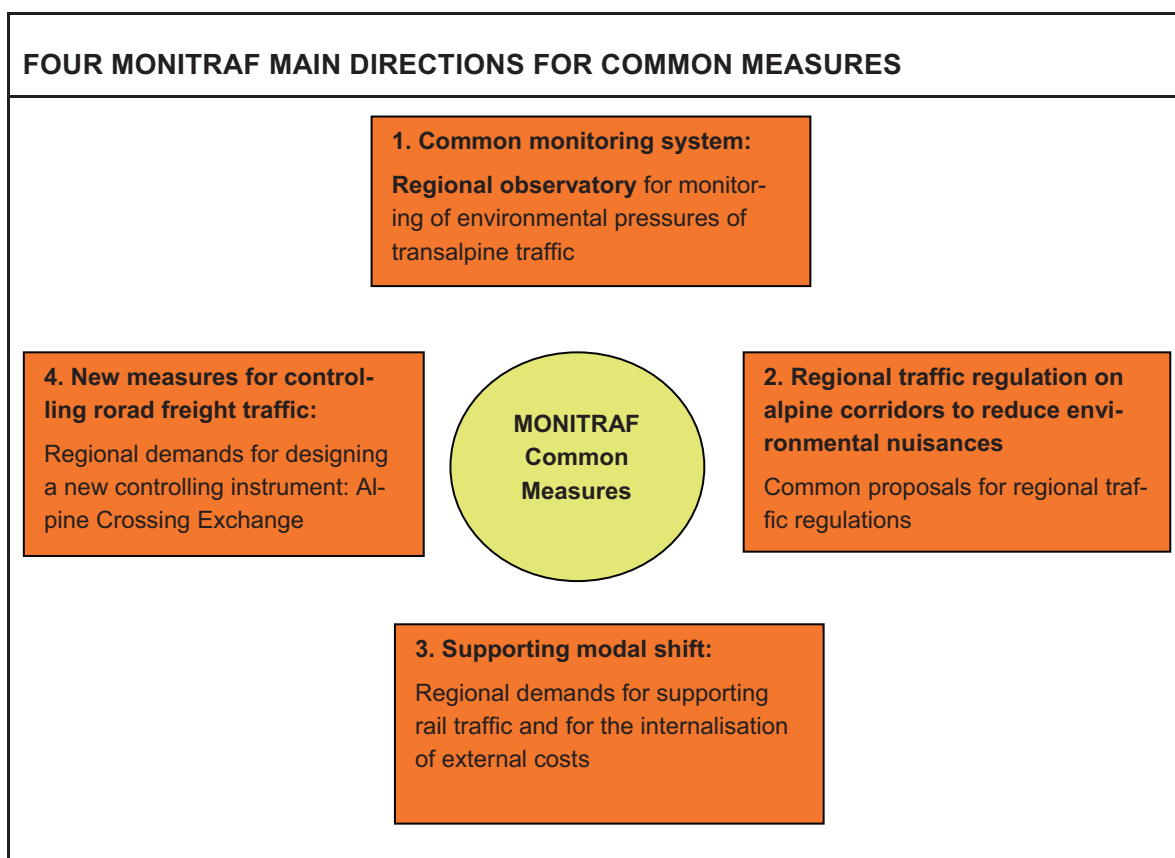 FOUR MONITRAF MAIN DIRECTIONS FOR COMMON MEASURES
1. Common monitoring system:
Regional observatory for monitor-
ing of environmental pressures of
transalpine traffic
4. New measures for control-
ling rorad freight traffic:
Regional demands for designing
a new controlling instrument: Al-
pine Crossing Exchange
MONITRAF
Common
Measures
2. Regional traffic regulation on
alpine corridors to reduce envi-
ronmental nuisances
Common proposals for regional traf-
fic regulations
3. Supporting modal shift:
Regional demands for supporting
rail traffic and for the internalisation
of external costs